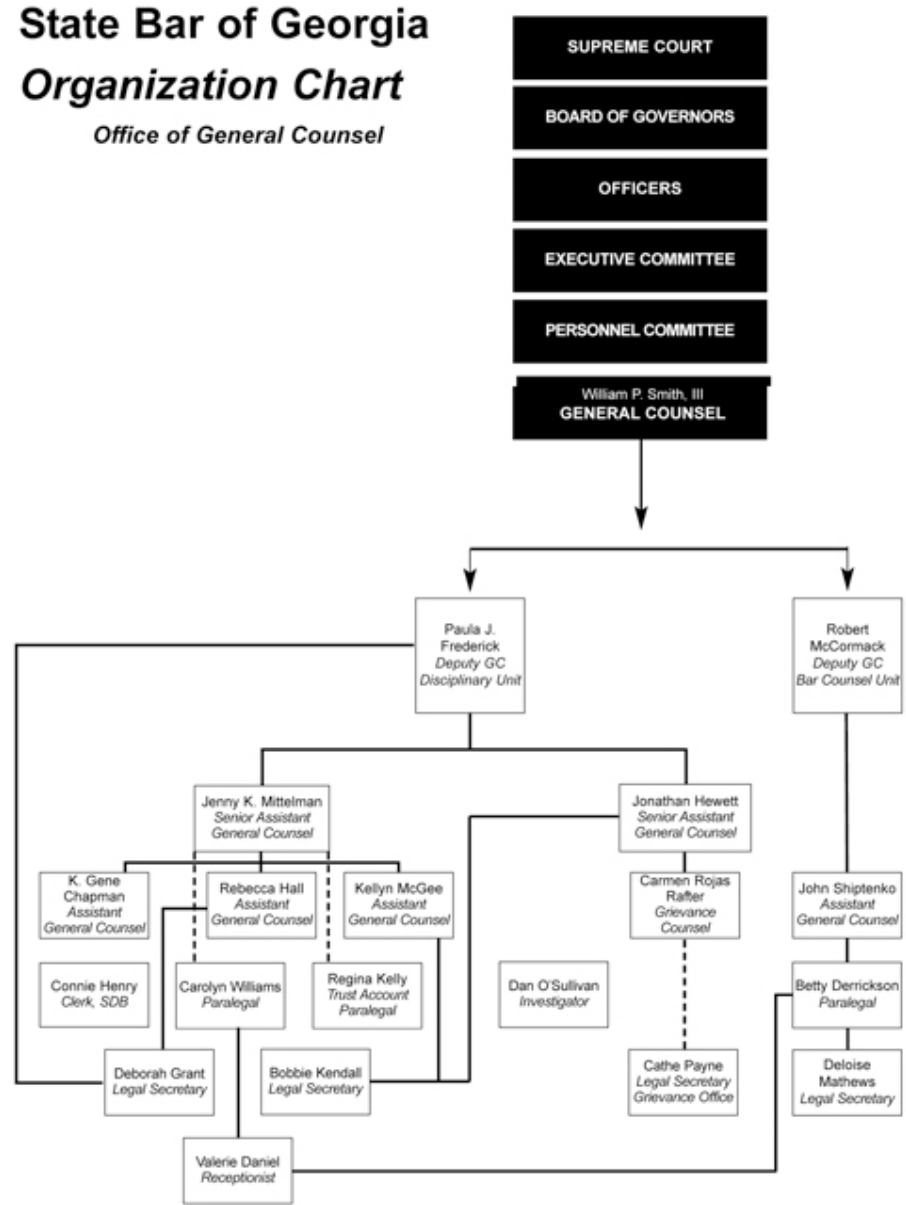 State Bar of Georgia
Organization Chart
Office of General Counsel
SUPREME COURT
BOARD OF GOVERNORS
OFFICERS
EXECUTIVE COMMITTEE
PERSONNEL COMMITTEE
William P. Smith, III
GENERAL COUNSEL
Paula J.
Frederick
Deputy GC
Disciplinary Unit
Robert
McCormack
Deputy GC
Bar Counsel Unit
Jenny K. Mittelman
Senior Assistant
General Counsel
Jonathan Hewett
Senior Assistant
General Counsel
K. Gene
Chapman
Assistant
General Counsel
Rebecca Hall
Assistant
General Counsel
Kellyn McGee
Assistant
General Counsel
Carmen Rojas
Rafter
Grievance
Counsel
John Shiptenko
Assistant
General Counsel
Connie Henry
Clerk, SDB
Carolyn Williams
Paralegal
Regina Kelly
Trust Account
Paralegal
Dan O'Sullivan
Investigator
Betty Derrickson
Paralegal
Deborah Grant
Legal Secretary
Bobbie Kendall
Legal Secretary
Cathe Payne
Legal Secretary
Grievance Office
Deloise
Mathews
Legal Secretary
Valerie Daniel
Receptionist